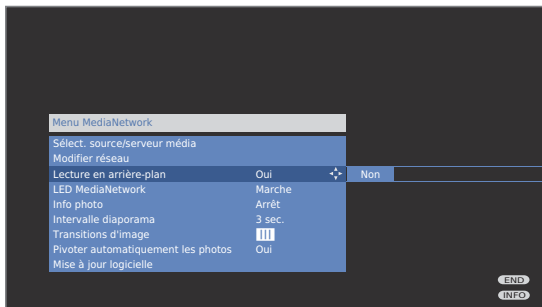 Menu MediaNetwork
Sélect. source/serveur média
Modifier réseau
Lecture en arrière-plan Oui Non
LED MediaNetwork Marche
Info photo Arrêt
Intervalle diaporama 3 sec.
Transitions d'image
Pivoter automatiquement les photos Oui
Mise à jour logicielle
END
INFO